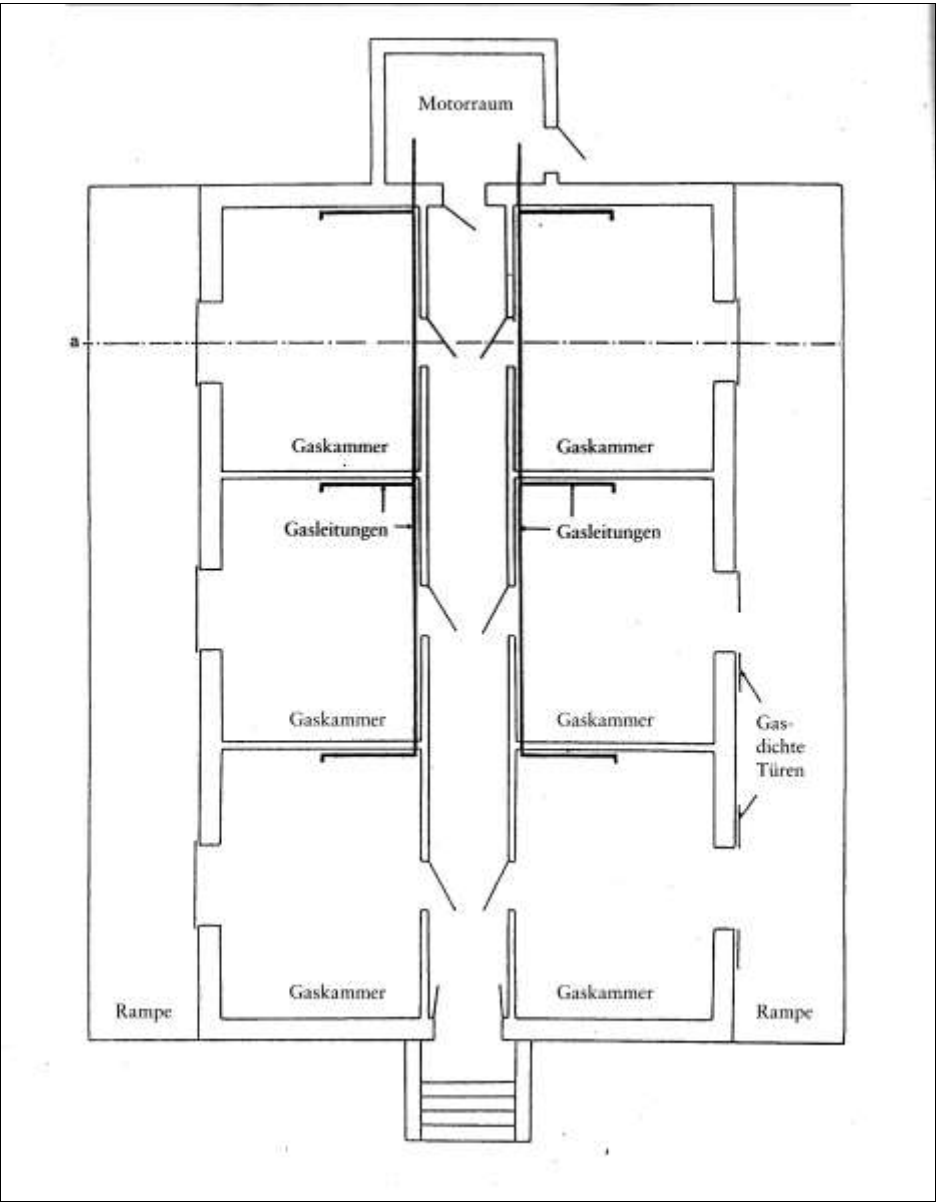 Motorraum
a
Gaskammer
Gaskammer
Gasleitungen
Gasleitungen
Gaskammer
Gaskammer
Gas-
dichte
Türen
Gaskammer
Gaskammer
Rampe
Rampe